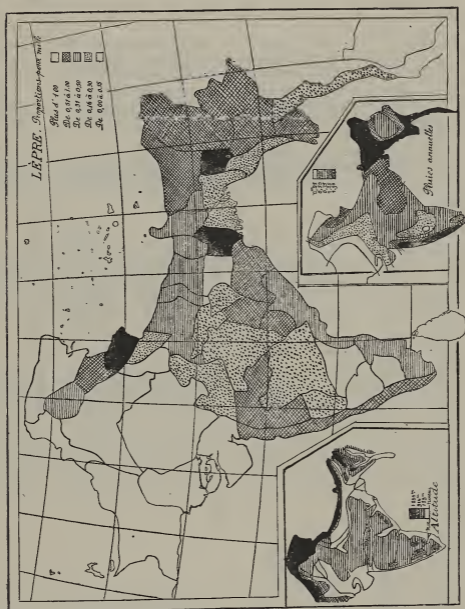 LÈPRE. Proportions pour mille
Plus d'1.00
De 0,51 à 1.00
De 0,31 à 0,50
De 0,16 à 0,30
De 0,00 à 0,15
Pluies annuelles
Altitude